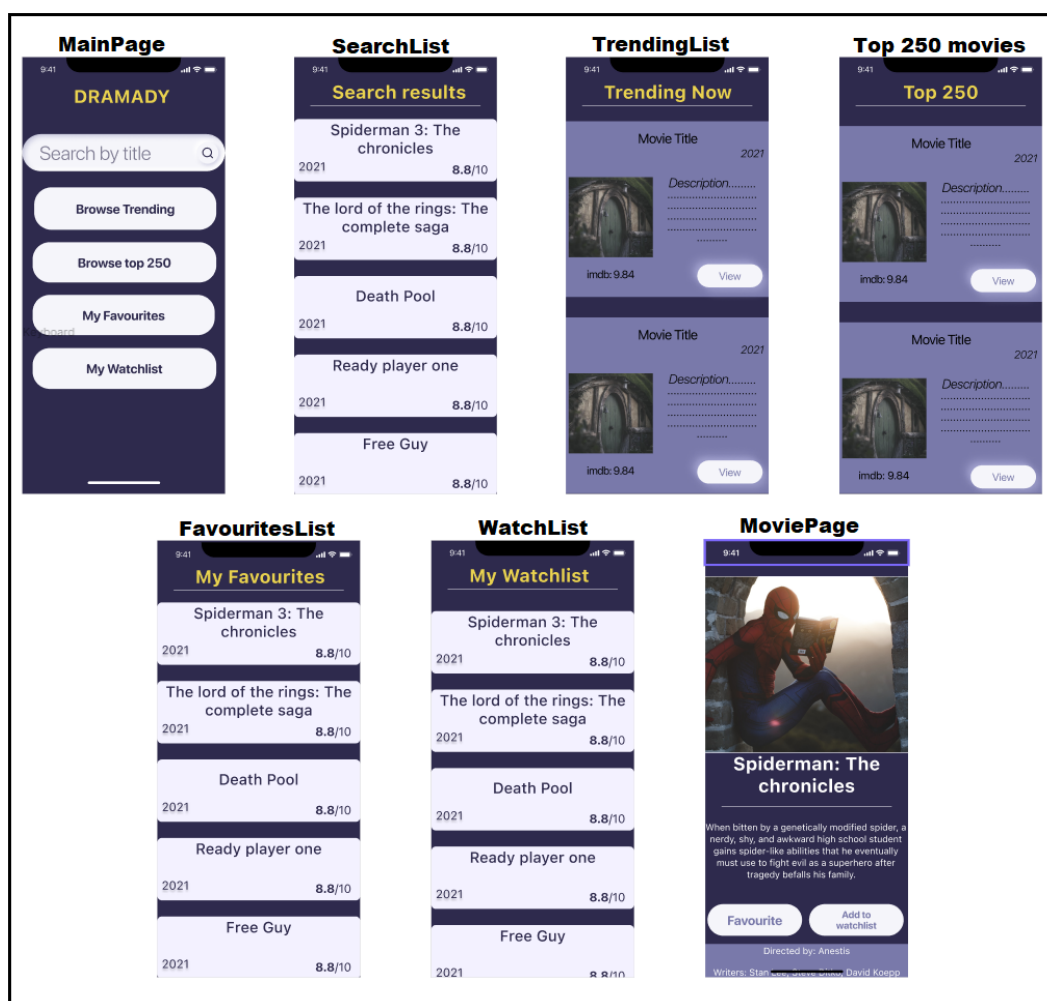 MainPage
9:41
DRAMADY
Search by title
Browse Trending
Browse top 250
My Favourites
Keyboard
My Watchlist
SearchList
9:41
Search results
Spiderman 3: The
chronicles
2021
8.8/10
The lord of the rings: The
complete saga
2021
8.8/10
Death Pool
2021
8.8/10
Ready player one
2021
8.8/10
Free Guy
2021
8.8/10
TrendingList
9:41
Trending Now
Movie Title
2021
Description.........
imdb: 9.84
View
Movie Title
2021
Description.........
imdb: 9.84
View
Top 250 movies
9:41
Top 250
Movie Title
2021
Description.........
imdb: 9.84
View
Movie Title
2021
Description.........
imdb: 9.84
View
FavouritesList
9:41
My Favourites
Spiderman 3: The
chronicles
2021
8.8/10
The lord of the rings: The
complete saga
2021
8.8/10
Death Pool
2021
8.8/10
Ready player one
2021
8.8/10
Free Guy
2021
8.8/10
WatchList
9:41
My Watchlist
Spiderman 3: The
chronicles
2021
8.8/10
The lord of the rings: The
complete saga
2021
8.8/10
Death Pool
2021
8.8/10
Ready player one
2021
8.8/10
Free Guy
2021
8.8/10
MoviePage
9:41
Spiderman: The
chronicles
When bitten by a genetically modified spider, a
nerdy, shy, and awkward high school student
gains spider-like abilities that he eventually
must use to fight evil as a superhero after
tragedy befalls his family.
Favourite
Add to
watchlist
Directed by: Anestis
Writers: Stan Lee, Steve Ditko, David Koepp